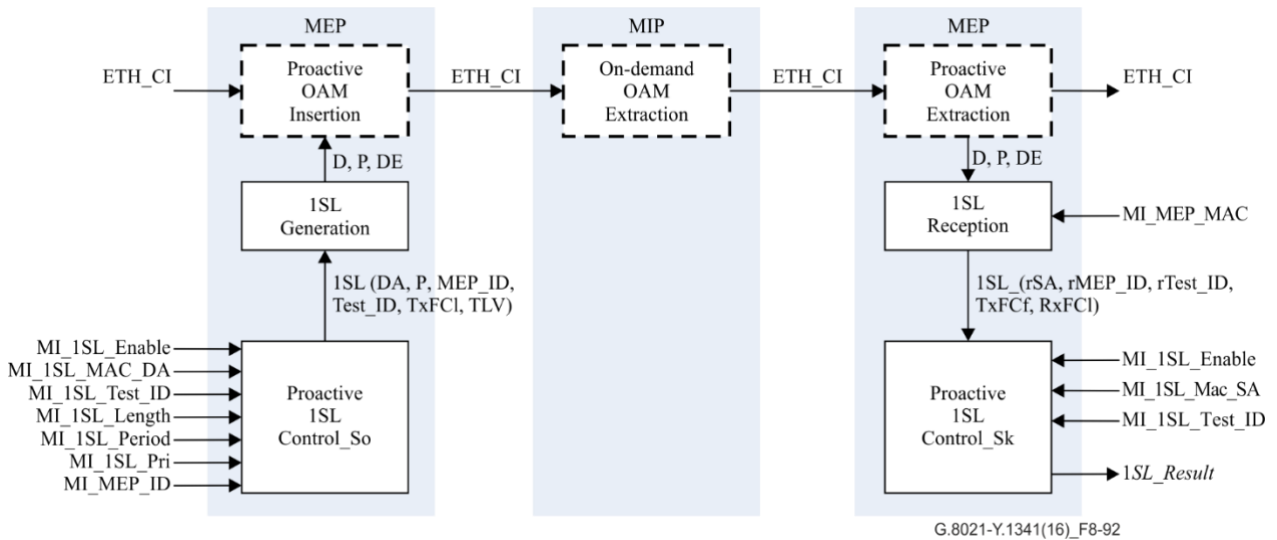 MEP
MIP
MEP
ETH_CI
Proactive
OAM
Insertion
ETH_CI
On-demand
OAM
Extraction
ETH_CI
Proactive
OAM
Extraction
ETH_CI
D, P, DE
D, P, DE
1SL
Generation
1SL
Reception
MI_MEP_MAC
1SL (DA, P, MEP_ID,
Test_ID, TxFCl, TLV)
1SL_(rSA, rMEP_ID, rTest_ID,
TxFCf, RxFCl)
MI_1SL_Enable
MI_1SL_MAC_DA
MI_1SL_Test_ID
MI_1SL_Length
MI_1SL_Period
MI_1SL_Pri
MI_MEP_ID
Proactive
1SL
Control_So
Proactive
1SL
Control_Sk
MI_1SL_Enable
MI_1SL_Mac_SA
MI_1SL_Test_ID
1SL_Result
G.8021-Y.1341(16)_F8-92